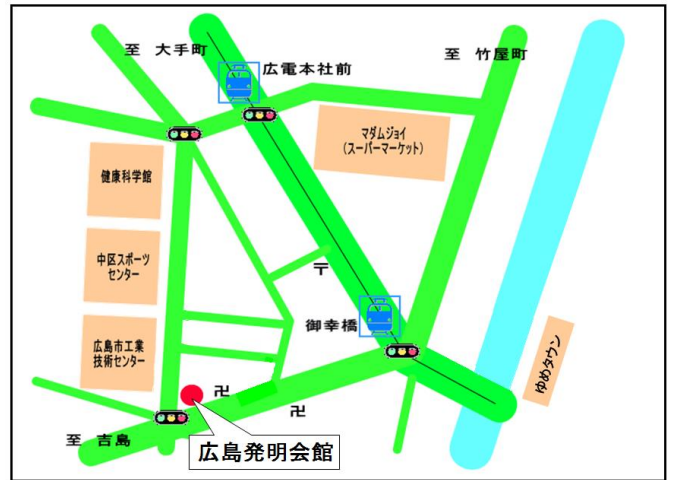 至 大手町
広電本社前
至 竹屋町
マダムジョイ
(スーパーマーケット)
健康科学館
中区スポーツ
センター
〒
御幸橋
広島市工業
技術センター
ゆめタウン
卍
卍
至 吉島
広島発明会館